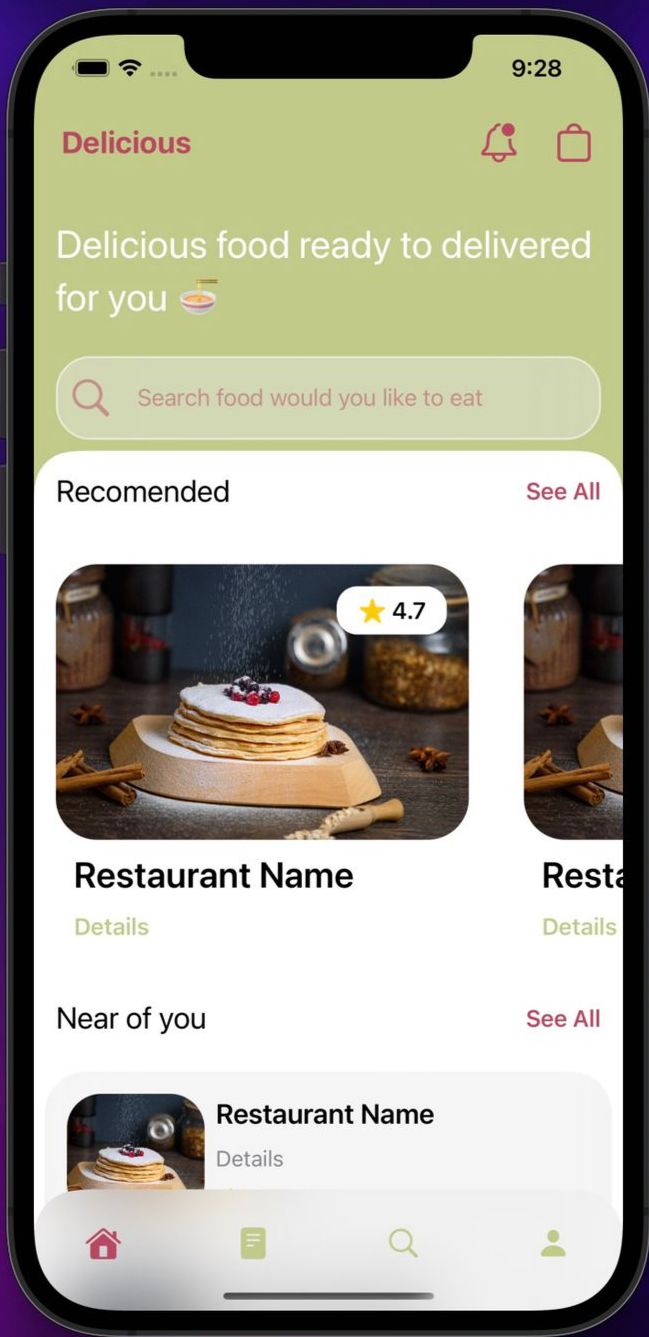 9:28
Delicious
Delicious food ready to delivered
for you 🍜
Search food would you like to eat
Recomended
See All
4.7
Restaurant Name
Details
Resta
Details
Near of you
See All
Restaurant Name
Details